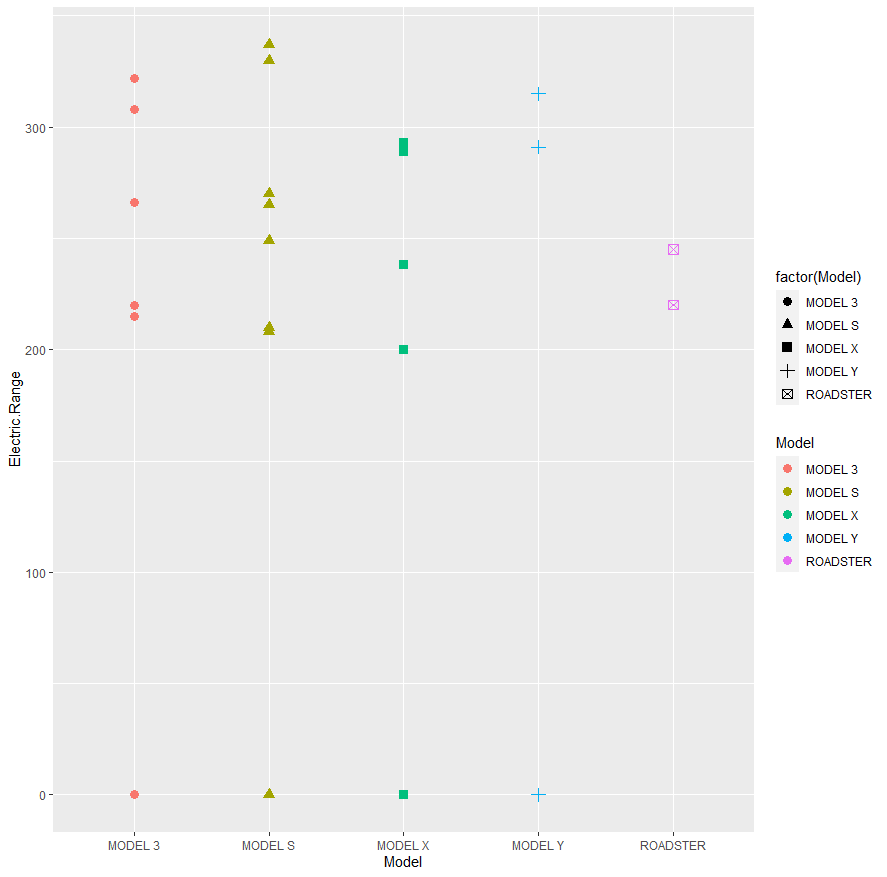 Electric.Range
300
200
100
0
MODEL 3
MODEL S
MODEL X
MODEL Y
ROADSTER
Model
factor(Model)
MODEL 3
MODEL S
MODEL X
MODEL Y
ROADSTER
Model
MODEL 3
MODEL S
MODEL X
MODEL Y
ROADSTER